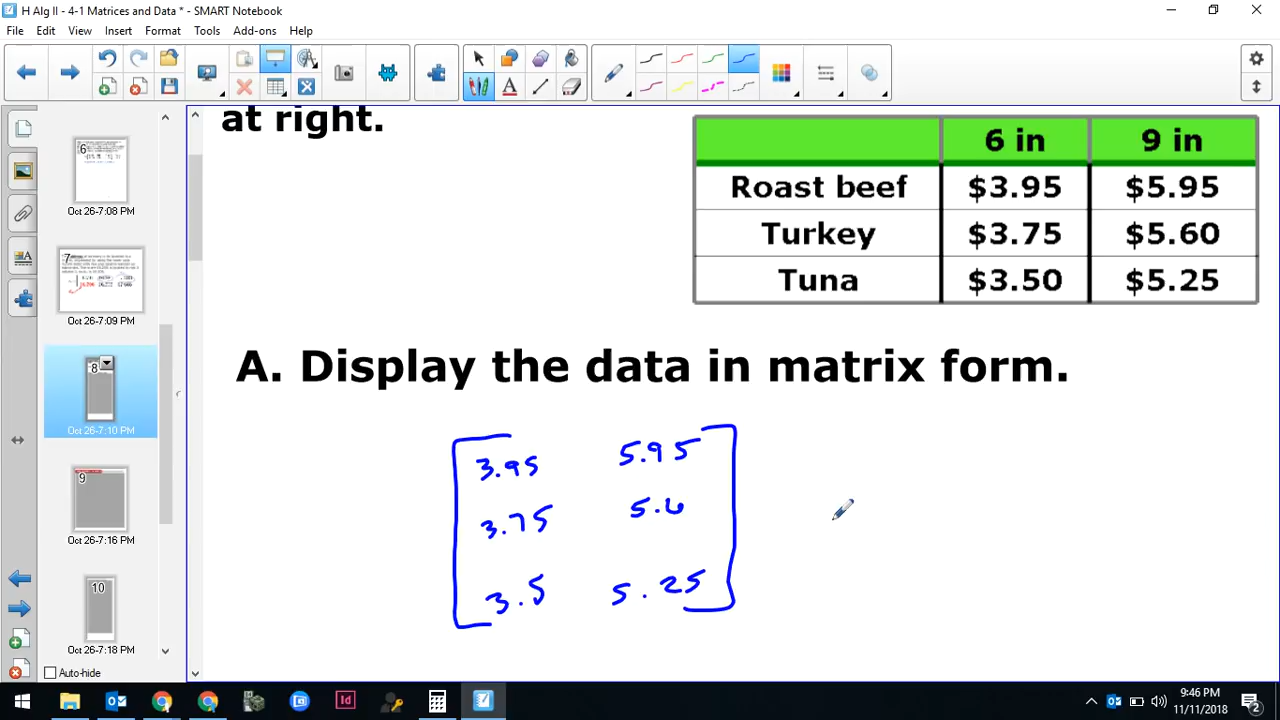 H Alg II - 4-1 Matrices and Data * - SMART Notebook
File Edit View Insert Format Tools Add-ons Help
at right.
6 in 9 in
Roast beef $3.95 $5.95
Turkey $3.75 $5.60
Tuna $3.50 $5.25
A. Display the data in matrix form.
3.95 5.95
3.75 5.6
3.5 5.25
6
Oct 26-7:08 PM
7
Oct 26-7:09 PM
8
Oct 26-7:10 PM
9
Oct 26-7:16 PM
10
Oct 26-7:18 PM
Auto-hide
9:46 PM
11/11/2018
2